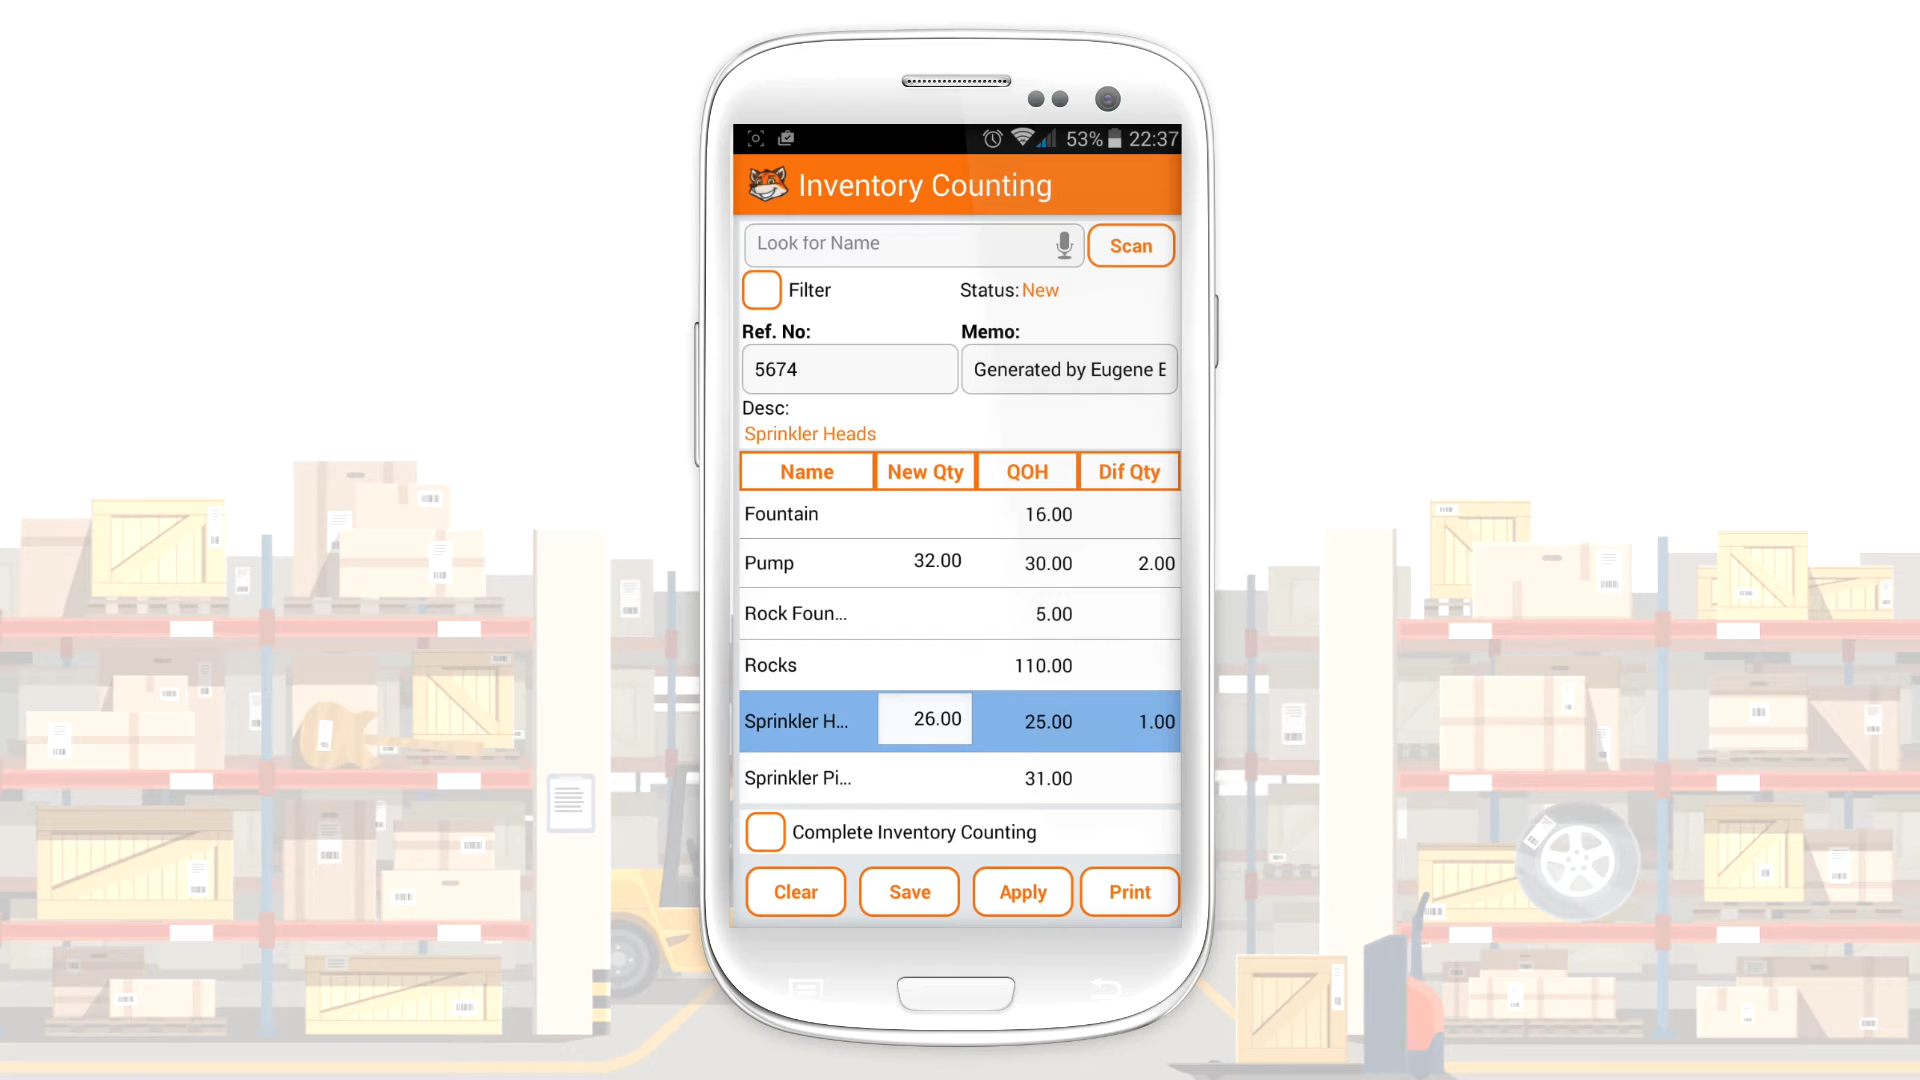 53% 22:37
Inventory Counting
Look for Name Scan
Filter Status: New
Ref. No: Memo:
5674 Generated by Eugene E
Desc:
Sprinkler Heads
Name New Qty QOH Dif Qty
Fountain 16.00
Pump 32.00 30.00 2.00
Rock Foun... 5.00
Rocks 110.00
Sprinkler H... 26.00 25.00 1.00
Sprinkler Pi... 31.00
Complete Inventory Counting
Clear Save Apply Print